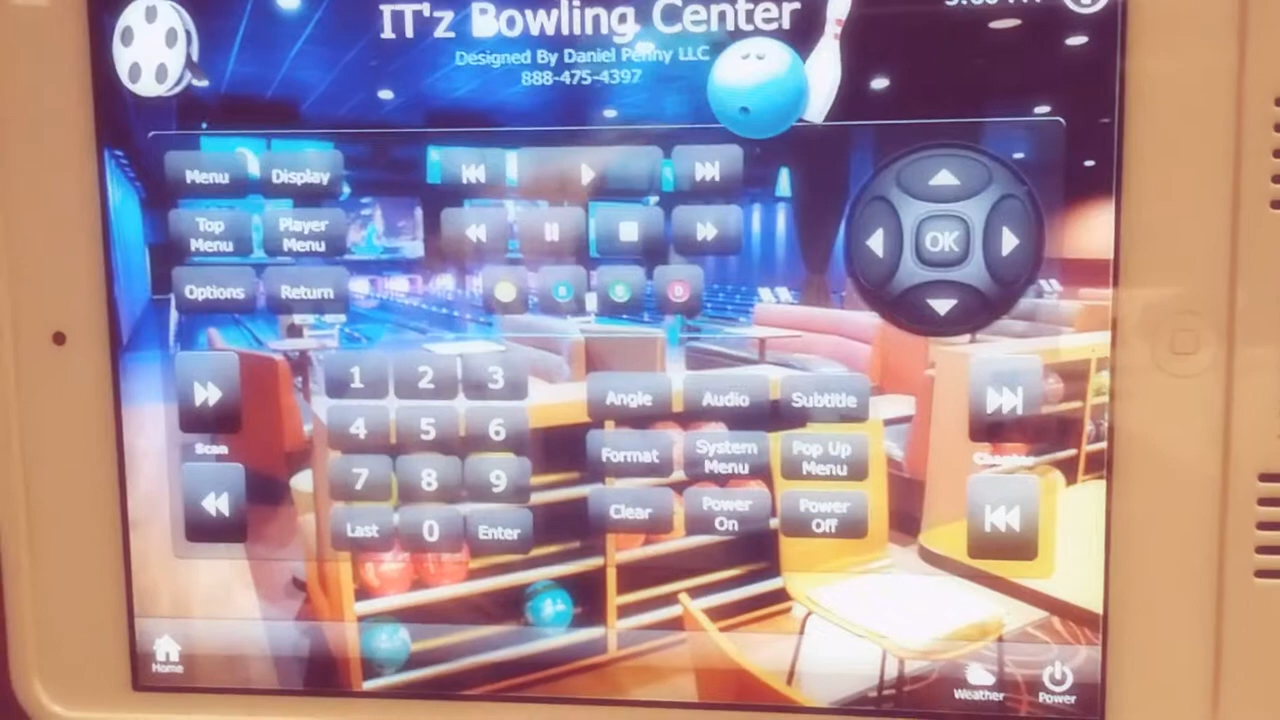 IT'z Bowling Center
Designed By Daniel Penny LLC
888-475-4397
Menu
Display
Top
Menu
Player
Menu
Options
Return
B
D
OK
Scan
1 2 3
4 5 6
7 8 9
Last 0 Enter
Angle
Audio
Subtitle
Format
System
Menu
Pop Up
Menu
Clear
Power
On
Power
Off
Chapter
Home
Weather
Power